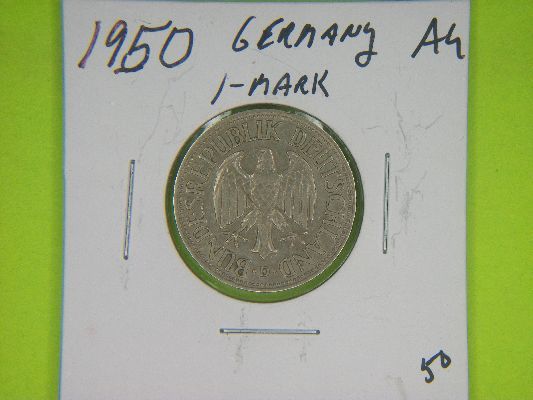 1950 GERMANY AU
1-MARK
BUNDESREPUBLIK DEUTSCHLAND
50